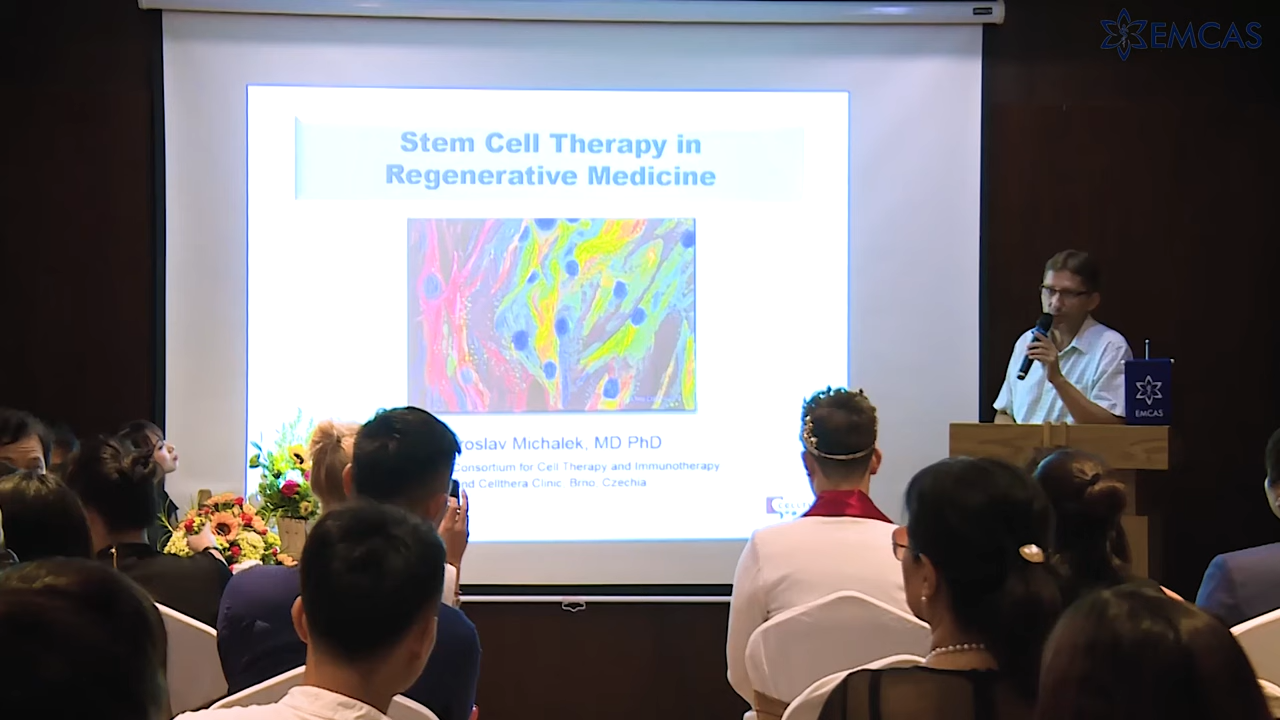 EMCAS
Stem Cell Therapy in
Regenerative Medicine
roslav Michalek, MD PhD
Consortium for Cell Therapy and Immunotherapy
nd Cellthera Clinic, Brno, Czechia
EMCAS